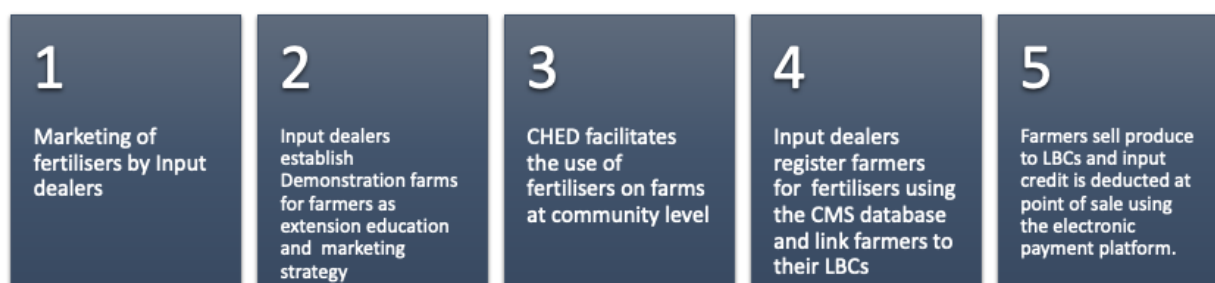 1
Marketing of
fertilisers by Input
dealers
2
Input dealers
establish
Demonstration farms
for farmers as
extension education
and marketing
strategy
3
CHED facilitates
the use of
fertilisers on farms
at community level
4
Input dealers
register farmers
for fertilisers using
the CMS database
and link farmers to
their LBCs
5
Farmers sell produce
to LBCs and input
credit is deducted at
point of sale using
the electronic
payment platform.